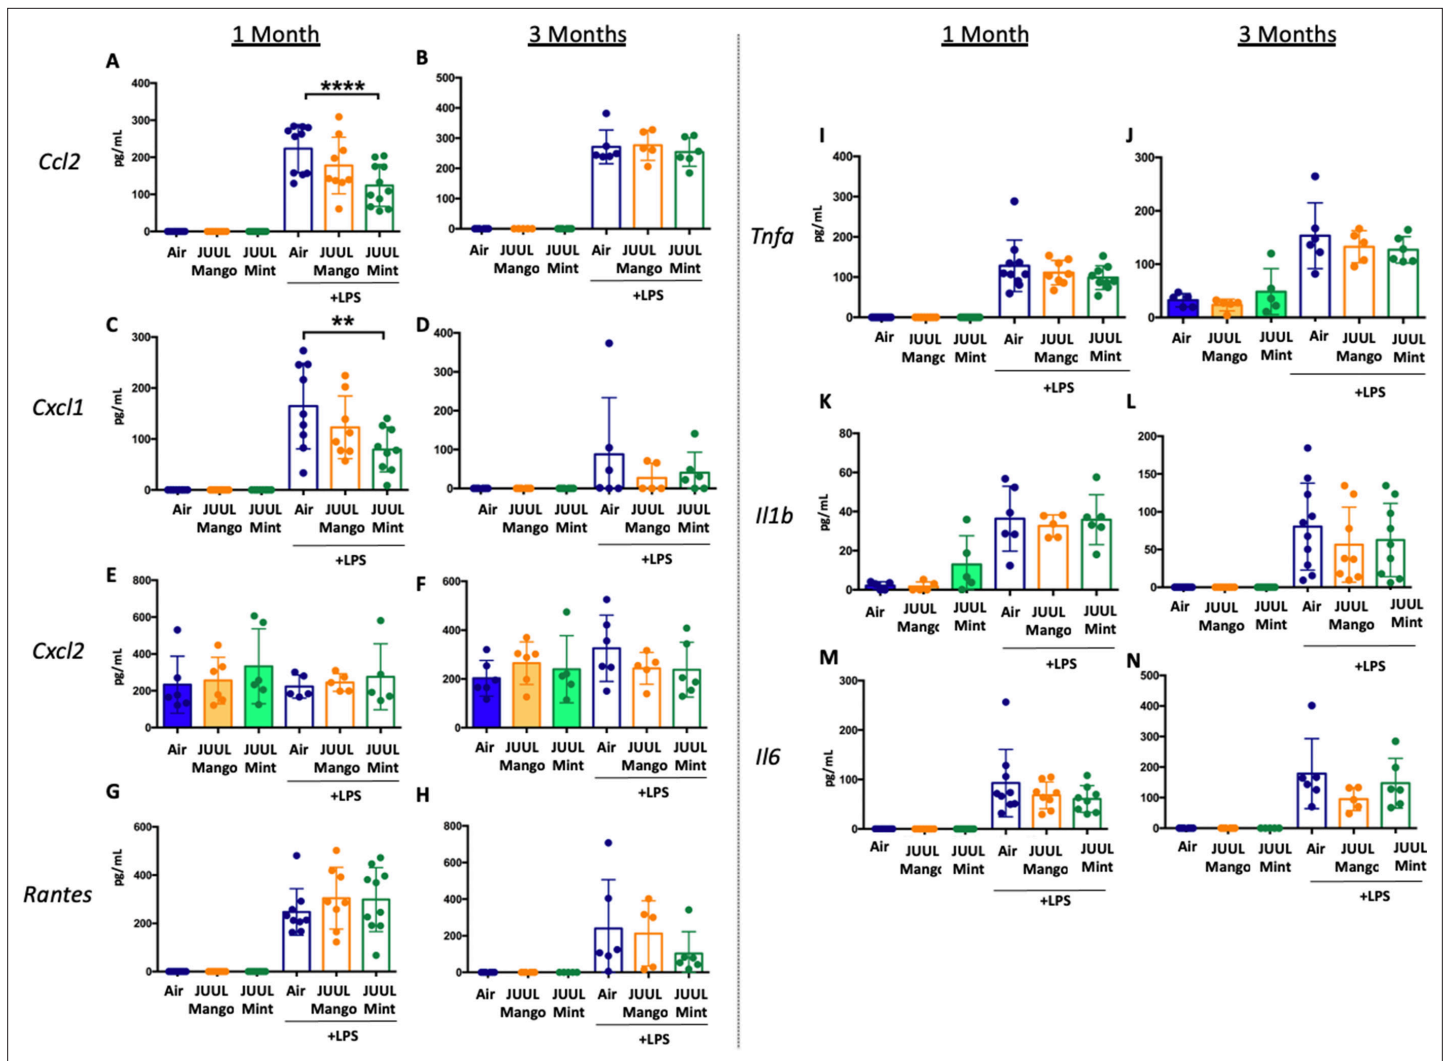 1 Month
3 Months
1 Month
3 Months
A
Ccl2
pg/mL
400
300
200
100
0
****
Air JUUL JUUL Air JUUL JUUL
Mango Mint Mango Mint
+LPS
B
500
400
300
200
100
0
Air JUUL JUUL Air JUUL JUUL
Mango Mint Mango Mint
+LPS
C
Cxcl1
pg/mL
300
200
100
0
**
Air JUUL JUUL Air JUUL JUUL
Mango Mint Mango Mint
+LPS
D
400
300
200
100
0
Air JUUL JUUL Air JUUL JUUL
Mango Mint Mango Mint
+LPS
E
Cxcl2
pg/mL
800
600
400
200
0
Air JUUL JUUL Air JUUL JUUL
Mango Mint Mango Mint
+LPS
F
600
400
200
0
Air JUUL JUUL Air JUUL JUUL
Mango Mint Mango Mint
+LPS
G
Rantes
pg/mL
600
400
200
0
Air JUUL JUUL Air JUUL JUUL
Mango Mint Mango Mint
+LPS
H
800
600
400
200
0
Air JUUL JUUL Air JUUL JUUL
Mango Mint Mango Mint
+LPS
I
Tnfa
pg/mL
400
300
200
100
0
Air JUUL JUUL Air JUUL JUUL
Mango Mint Mango Mint
+LPS
J
300
200
100
0
Air JUUL JUUL Air JUUL JUUL
Mango Mint Mango Mint
+LPS
K
Il1b
pg/mL
80
60
40
20
0
Air JUUL JUUL Air JUUL JUUL
Mango Mint Mango Mint
+LPS
L
200
150
100
50
0
Air JUUL JUUL Air JUUL JUUL
Mango Mint Mango Mint
+LPS
M
Il6
pg/mL
300
200
100
0
Air JUUL JUUL Air JUUL JUUL
Mango Mint Mango Mint
+LPS
N
500
400
300
200
100
0
Air JUUL JUUL Air JUUL JUUL
Mango Mint Mango Mint
+LPS